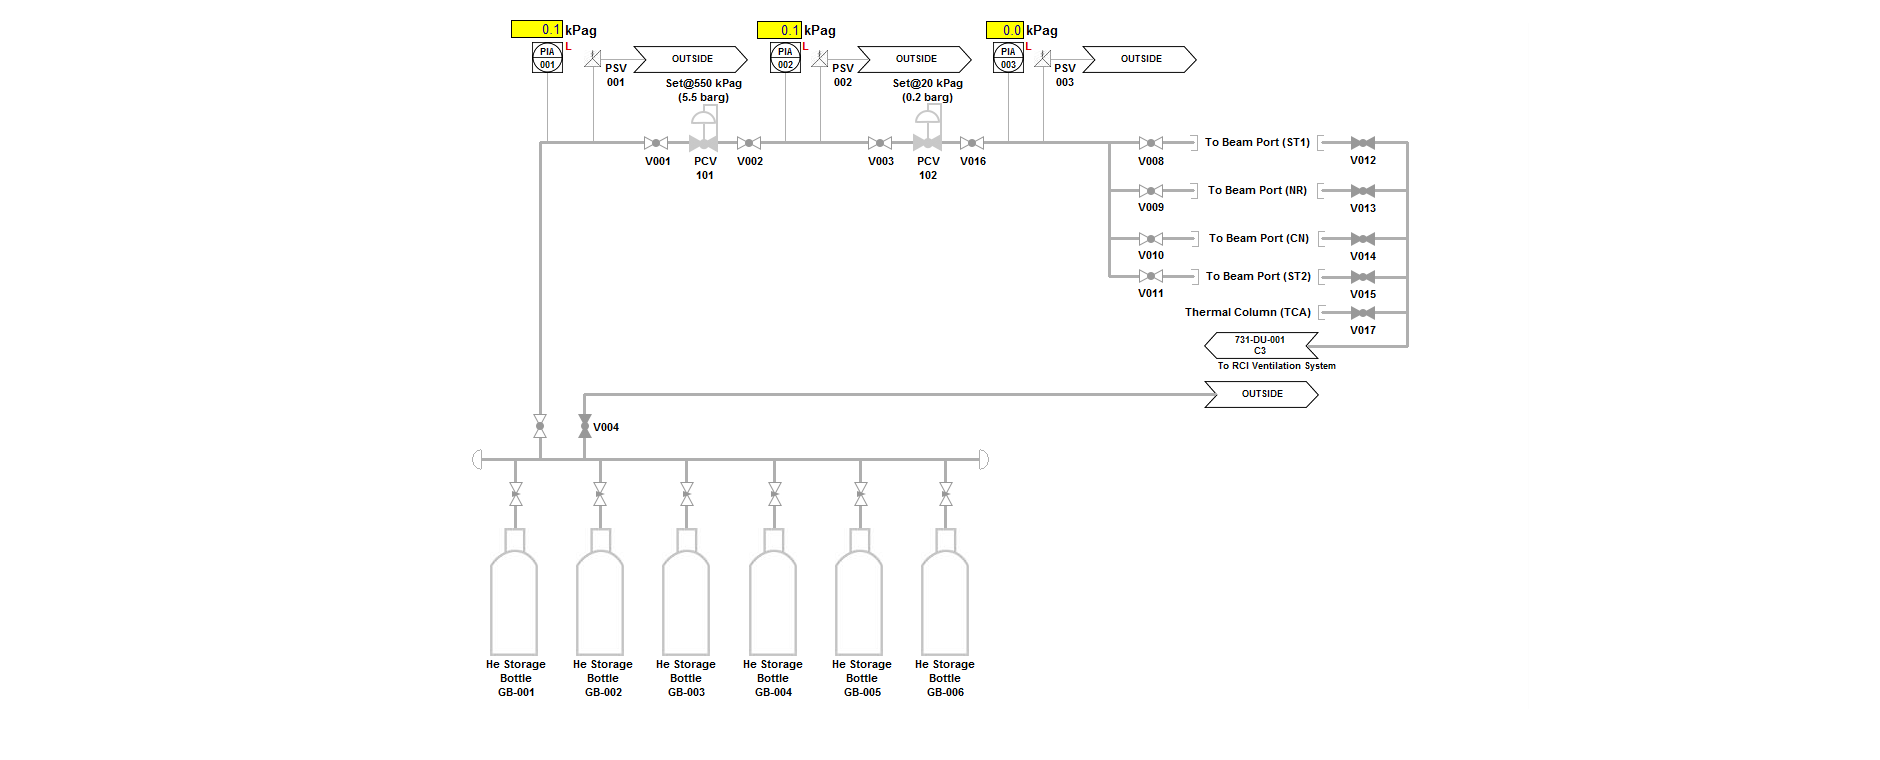 0.1 kPag
0.1 kPag
0.0 kPag
PIA
001
L
PSV
001
OUTSIDE
PIA
002
L
PSV
002
OUTSIDE
PIA
003
L
PSV
003
OUTSIDE
Set@550 kPag
(5.5 barg)
Set@20 kPag
(0.2 barg)
V001
PCV
101
V002
V003
PCV
102
V016
V008
To Beam Port (ST1)
V012
V009
To Beam Port (NR)
V013
V010
To Beam Port (CN)
V014
V011
To Beam Port (ST2)
V015
Thermal Column (TCA)
V017
731-DU-001
C3
To RCI Ventilation System
OUTSIDE
V004
He Storage
Bottle
GB-001
He Storage
Bottle
GB-002
He Storage
Bottle
GB-003
He Storage
Bottle
GB-004
He Storage
Bottle
GB-005
He Storage
Bottle
GB-006